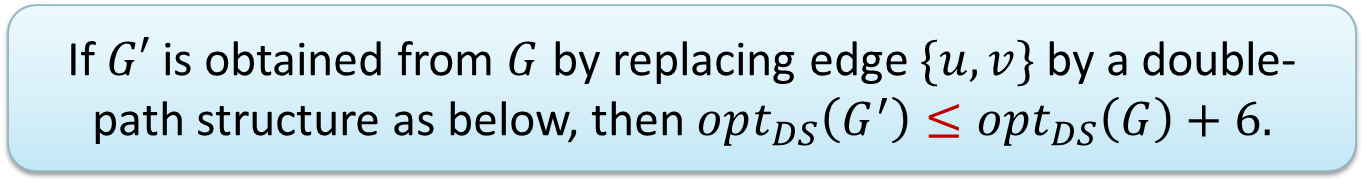 If G′ is obtained from G by replacing edge {u, v} by a double-
path structure as below, then opt_DS(G′) ≤ opt_DS(G) + 6.